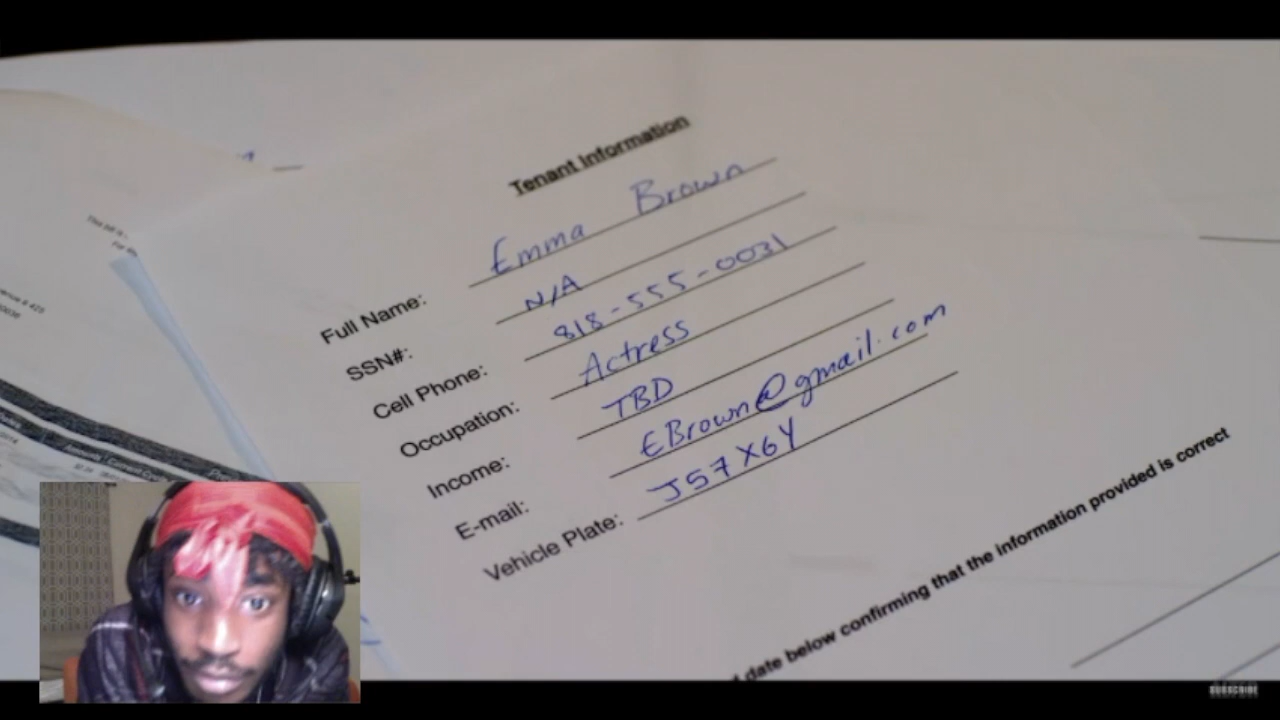 Tenant Information
Full Name: Emma Brown
SSN#: N/A
Cell Phone: 818-555-0031
Occupation: Actress
Income: TBD
E-mail: EBrown@gmail.com
Vehicle Plate: J57X6Y
date below confirming that the information provided is correct
SUBSCRIBE